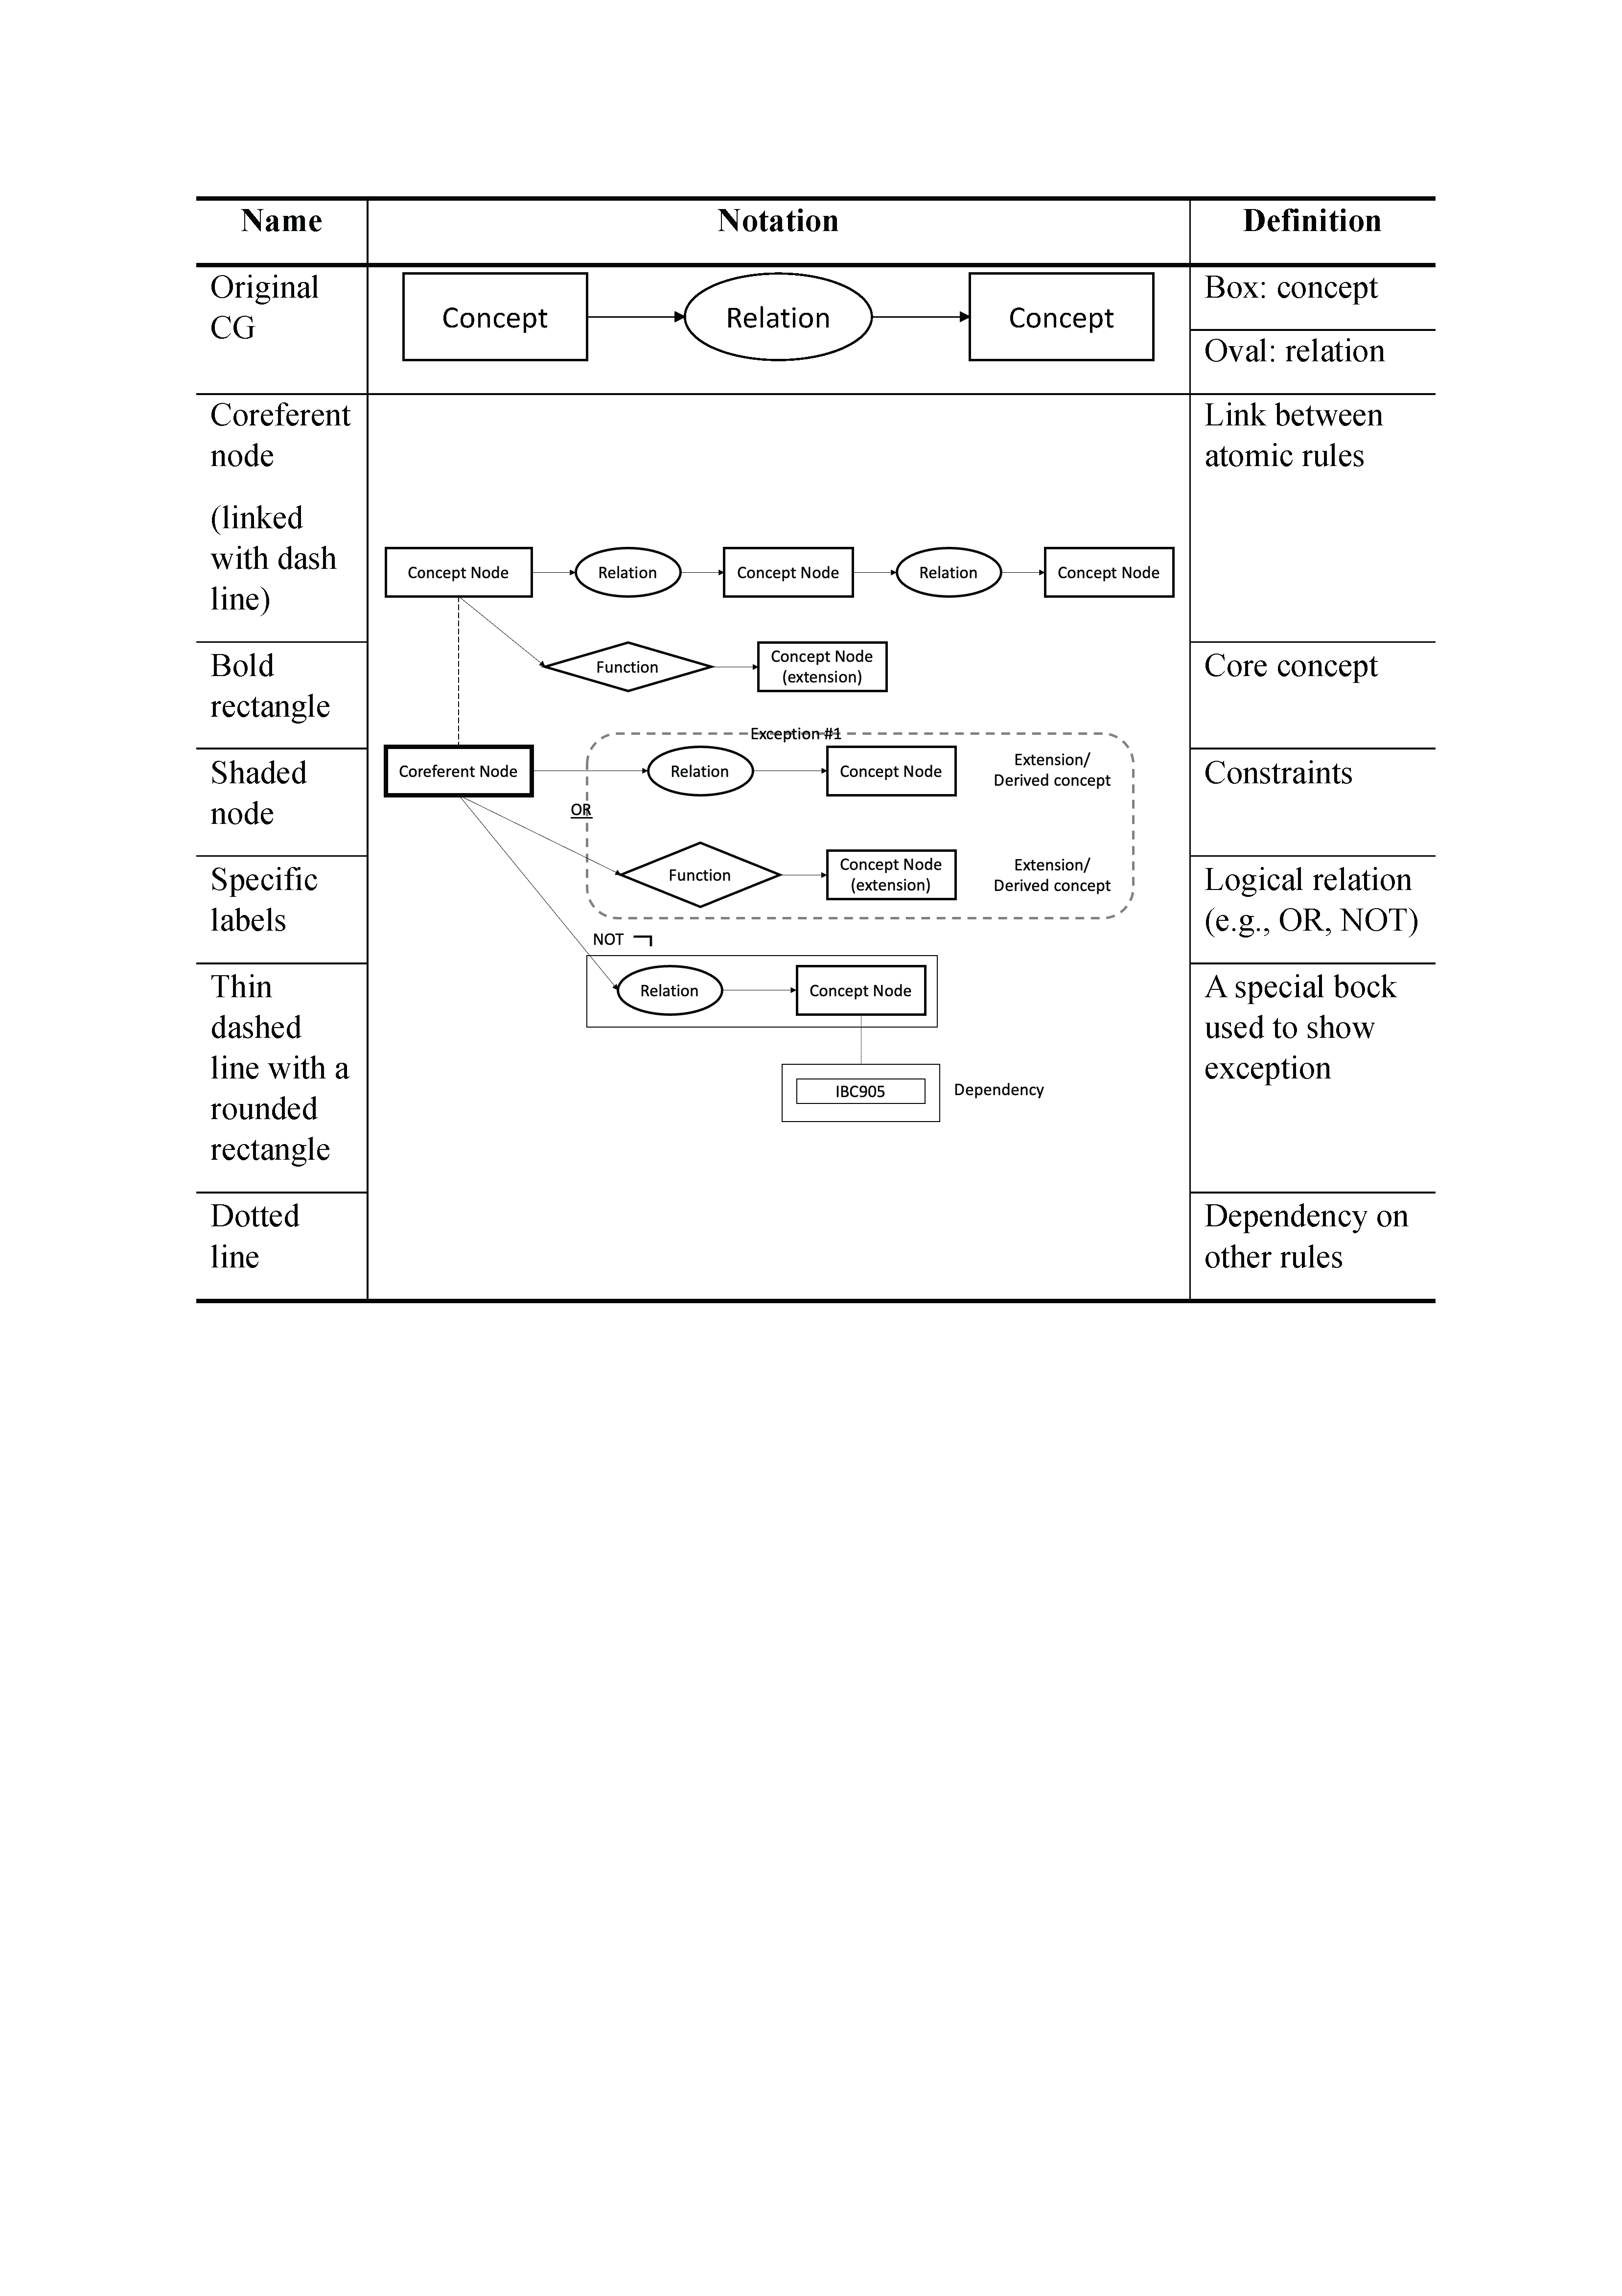 Name
Notation
Definition
Original
CG
Concept
Relation
Concept
Box: concept
Oval: relation
Coreferent
node
(linked
with dash
line)
Link between
atomic rules
Concept Node
Relation
Concept Node
Relation
Concept Node
Bold
rectangle
Function
Concept Node
(extension)
Core concept
Shaded
node
Exception #1
Coreferent Node
Relation
Concept Node
Extension/
Derived concept
OR
Constraints
Specific
labels
Function
Concept Node
(extension)
Extension/
Derived concept
NOT
Logical relation
(e.g., OR, NOT)
Thin
dashed
line with a
rounded
rectangle
Relation
Concept Node
IBC905
Dependency
A special bock
used to show
exception
Dotted
line
Dependency on
other rules